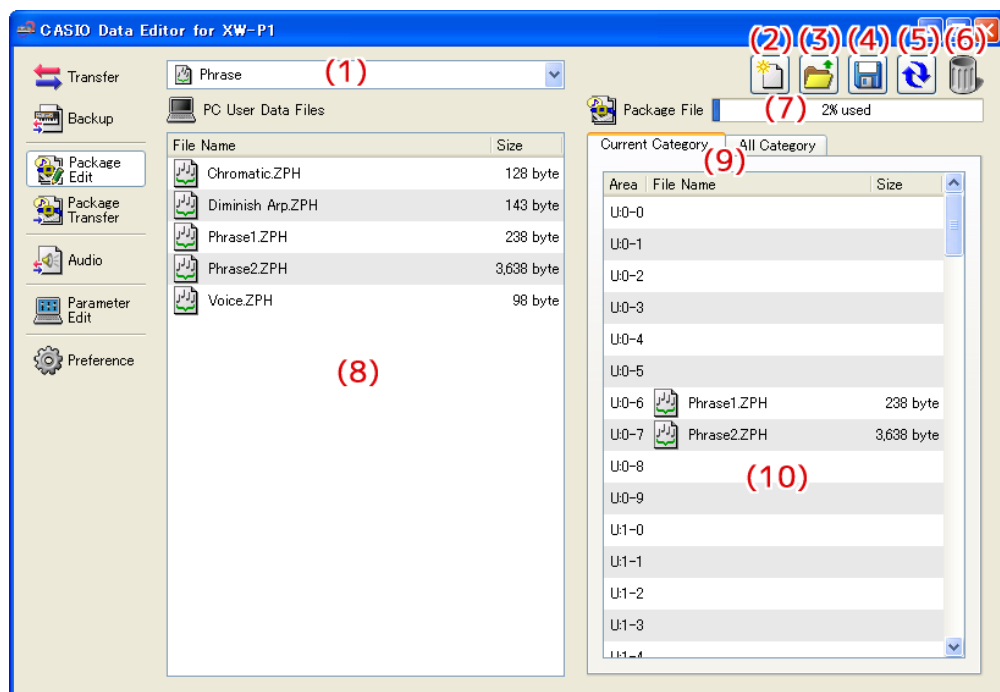 CASIO Data Editor for XW-P1
(2) (3) (4) (5) (6)
Transfer
Phrase
(1)
Backup
PC User Data Files
Package File
(7)
2% used
Package
Edit
File Name Size
Current Category
All Category
(9)
Chromatic.ZPH 128 byte
Area File Name Size
Package
Transfer
Diminish Arp.ZPH 143 byte
U:0-0
Phrase1.ZPH 238 byte
U:0-1
Audio
Phrase2.ZPH 3,638 byte
U:0-2
Parameter
Edit
Voice.ZPH 98 byte
U:0-3
U:0-4
Preference
(8)
U:0-5
U:0-6 Phrase1.ZPH 238 byte
U:0-7 Phrase2.ZPH 3,638 byte
U:0-8
(10)
U:0-9
U:1-0
U:1-1
U:1-2
U:1-3
U:1-4